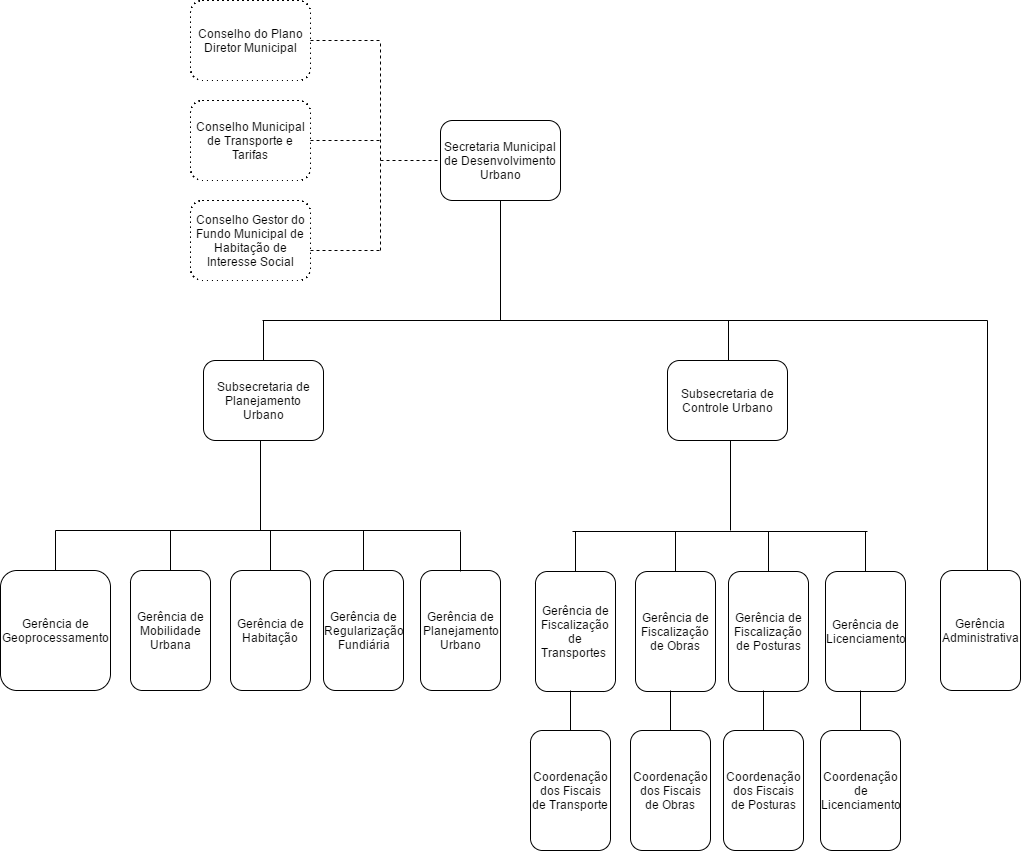 Conselho do Plano
Diretor Municipal
Conselho Municipal
de Transporte e
Tarifas
Secretaria Municipal
de Desenvolvimento
Urbano
Conselho Gestor do
Fundo Municipal de
Habitação de
Interesse Social
Subsecretaria de
Planejamento
Urbano
Subsecretaria de
Controle Urbano
Gerência de
Geoprocessamento
Gerência de
Mobilidade
Urbana
Gerência de
Habitação
Gerência de
Regularização
Fundiária
Gerência de
Planejamento
Urbano
Gerência de
Fiscalização
de
Transportes
Gerência de
Fiscalização
de Obras
Gerência de
Fiscalização
de Posturas
Gerência de
Licenciamento
Gerência
Administrativa
Coordenação
dos Fiscais
de Transporte
Coordenação
dos Fiscais
de Obras
Coordenação
dos Fiscais
de Posturas
Coordenação
de
Licenciamento